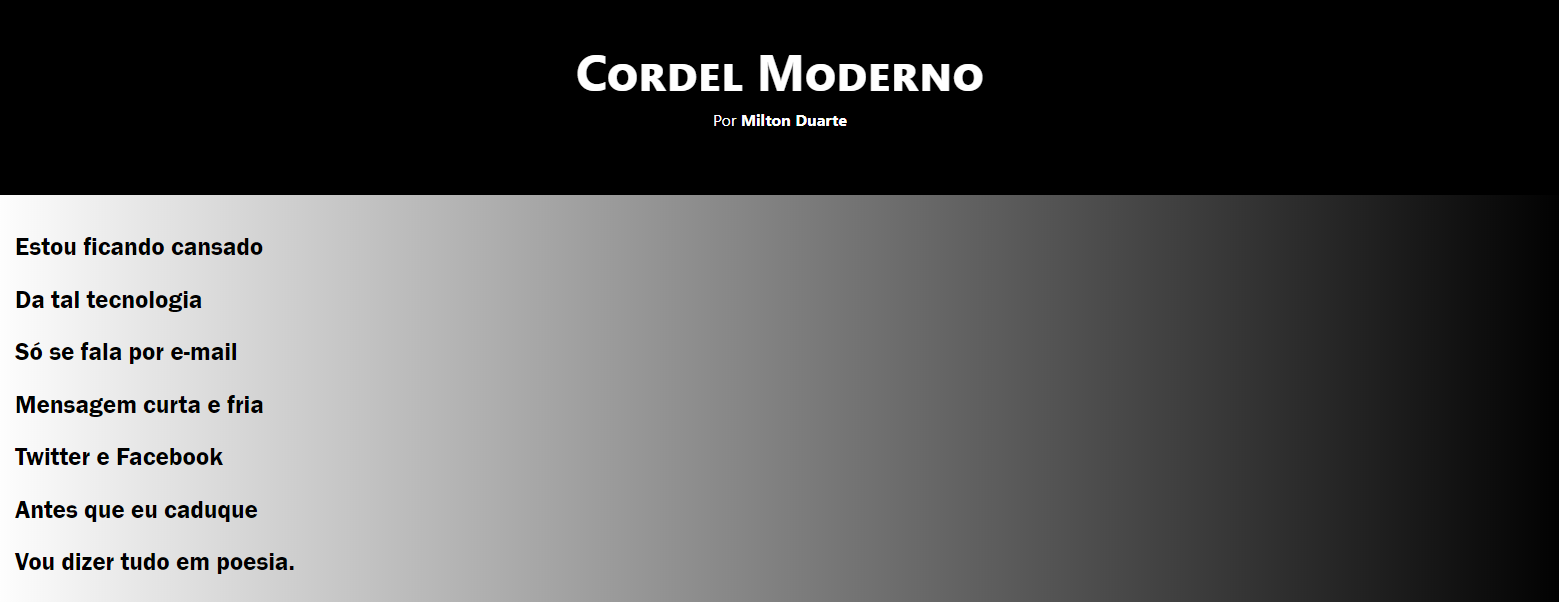 Cordel Moderno
Por Milton Duarte
Estou ficando cansado
Da tal tecnologia
Só se fala por e-mail
Mensagem curta e fria
Twitter e Facebook
Antes que eu caduque
Vou dizer tudo em poesia.